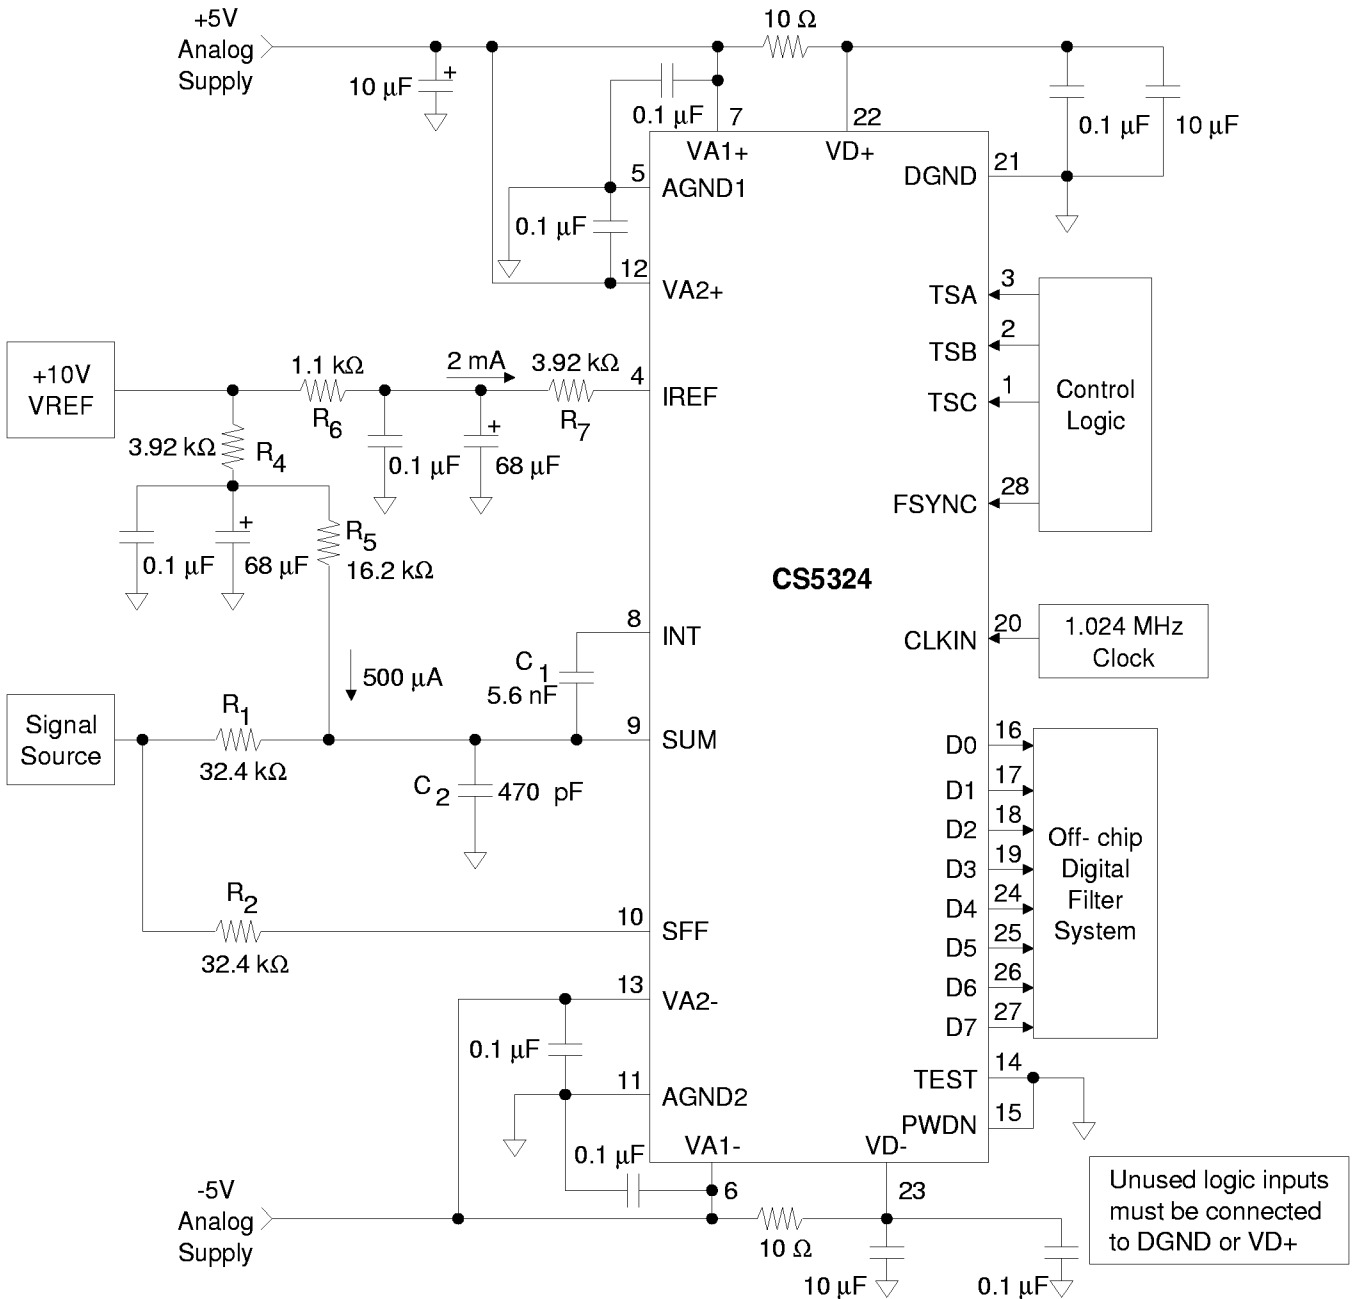 +5V
Analog
Supply
10 µF
+
0.1 µF
7
10 Ω
22
0.1 µF
10 µF
VA1+
VD+
5
AGND1
DGND
21
0.1 µF
12
VA2+
TSA
3
TSB
2
TSC
1
FSYNC
28
Control
Logic
+10V
VREF
1.1 kΩ
R6
2 mA
3.92 kΩ
R7
4
IREF
3.92 kΩ
R4
0.1 µF
+
68 µF
0.1 µF
+
68 µF
R5
16.2 kΩ
CS5324
8
INT
CLKIN
20
1.024 MHz
Clock
C1
5.6 nF
500 µA
Signal
Source
R1
32.4 kΩ
9
SUM
C2
470 pF
D0
16
D1
17
D2
18
D3
19
D4
24
D5
25
D6
26
D7
27
Off- chip
Digital
Filter
System
R2
32.4 kΩ
10
SFF
13
VA2-
0.1 µF
11
AGND2
TEST
14
PWDN
15
VA1-
VD-
0.1 µF
6
23
-5V
Analog
Supply
10 Ω
10 µF
0.1 µF
Unused logic inputs
must be connected
to DGND or VD+